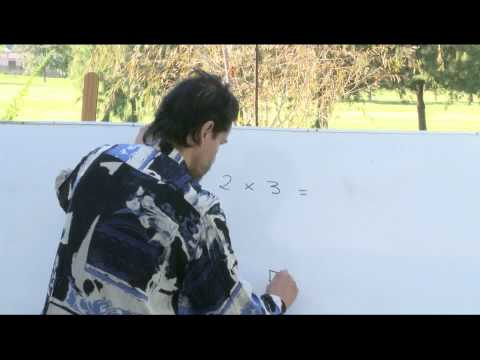 2 x 3 =